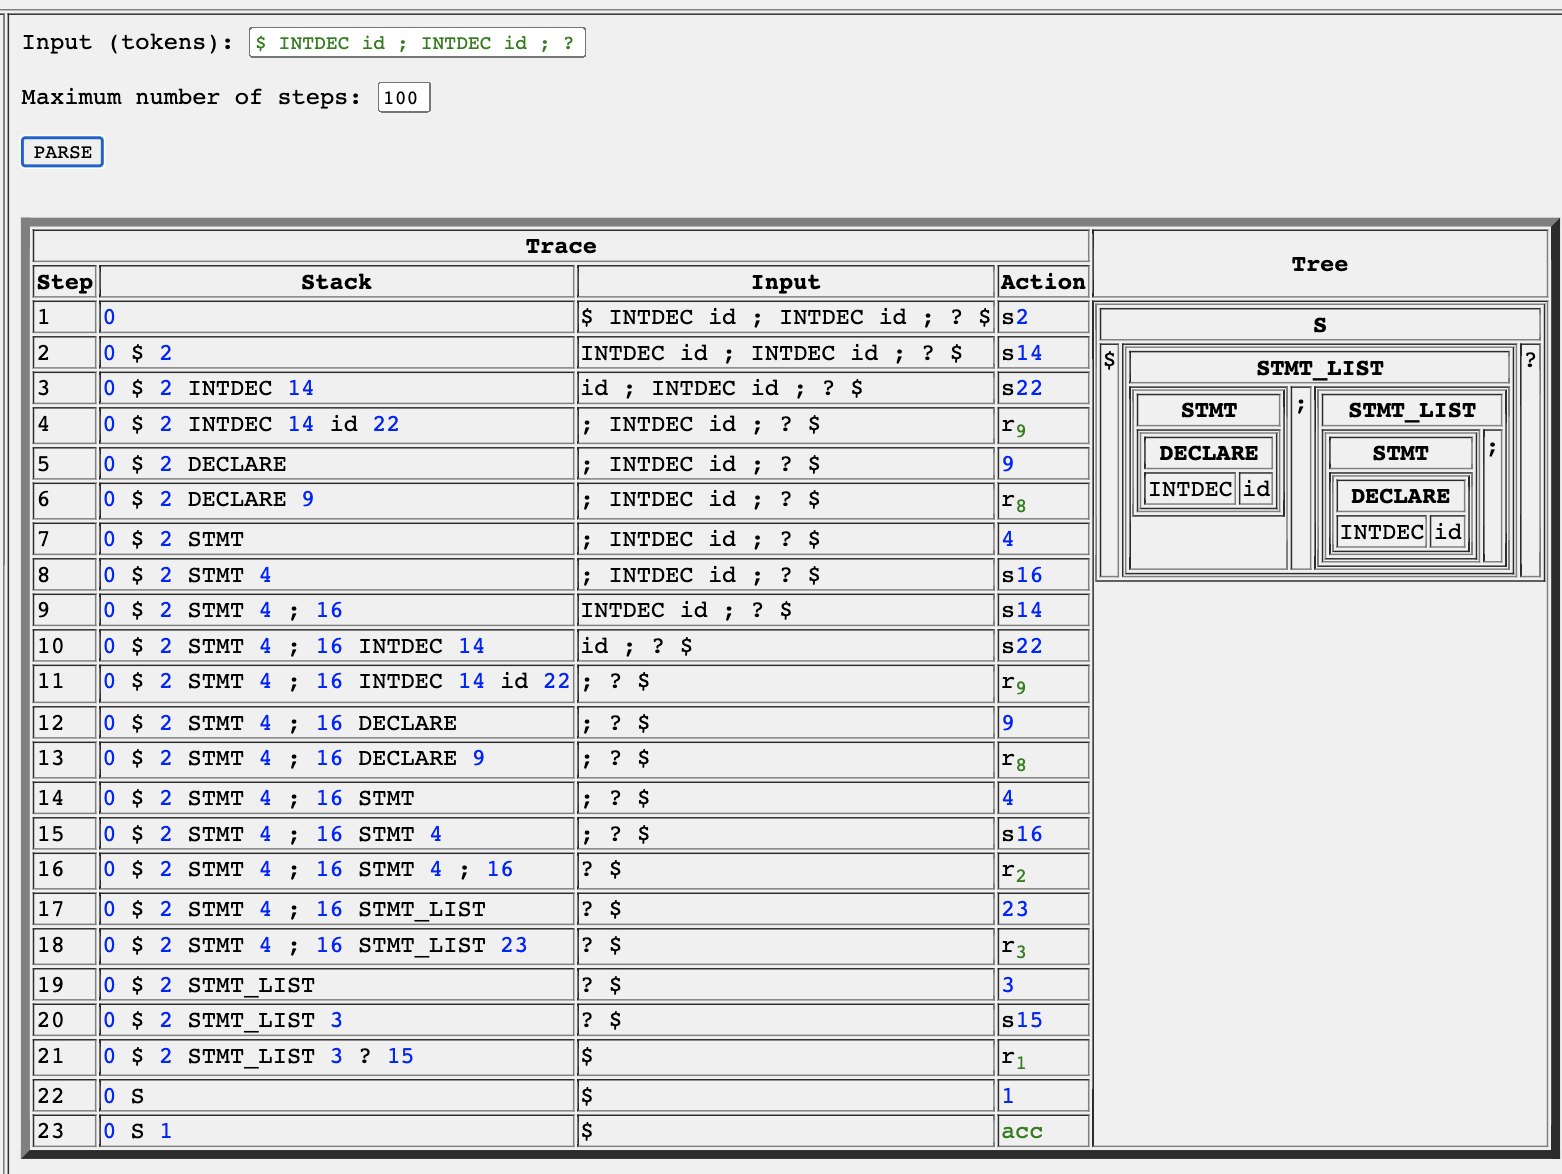 Input (tokens): $ INTDEC id ; INTDEC id ; ?
Maximum number of steps: 100
PARSE
Trace
Tree
Step Stack Input Action
1 0 $ INTDEC id ; INTDEC id ; ? $ s2
2 0 $ 2 INTDEC id ; INTDEC id ; ? $ s14
3 0 $ 2 INTDEC 14 id ; INTDEC id ; ? $ s22
4 0 $ 2 INTDEC 14 id 22 ; INTDEC id ; ? $ r9
5 0 $ 2 DECLARE ; INTDEC id ; ? $ 9
6 0 $ 2 DECLARE 9 ; INTDEC id ; ? $ r8
7 0 $ 2 STMT ; INTDEC id ; ? $ 4
8 0 $ 2 STMT 4 ; INTDEC id ; ? $ s16
9 0 $ 2 STMT 4 ; 16 INTDEC id ; ? $ s14
10 0 $ 2 STMT 4 ; 16 INTDEC 14 id ; ? $ s22
11 0 $ 2 STMT 4 ; 16 INTDEC 14 id 22 ; ? $ r9
12 0 $ 2 STMT 4 ; 16 DECLARE ; ? $ 9
13 0 $ 2 STMT 4 ; 16 DECLARE 9 ; ? $ r8
14 0 $ 2 STMT 4 ; 16 STMT ; ? $ 4
15 0 $ 2 STMT 4 ; 16 STMT 4 ; ? $ s16
16 0 $ 2 STMT 4 ; 16 STMT 4 ; 16 ? $ r2
17 0 $ 2 STMT 4 ; 16 STMT_LIST ? $ 23
18 0 $ 2 STMT 4 ; 16 STMT_LIST 23 ? $ r3
19 0 $ 2 STMT_LIST ? $ 3
20 0 $ 2 STMT_LIST 3 ? $ s15
21 0 $ 2 STMT_LIST 3 ? 15 $ r1
22 0 S $ 1
23 0 S 1 $ acc
S
$ STMT_LIST ?
STMT ; STMT_LIST
DECLARE STMT ;
INTDEC id DECLARE
INTDEC id